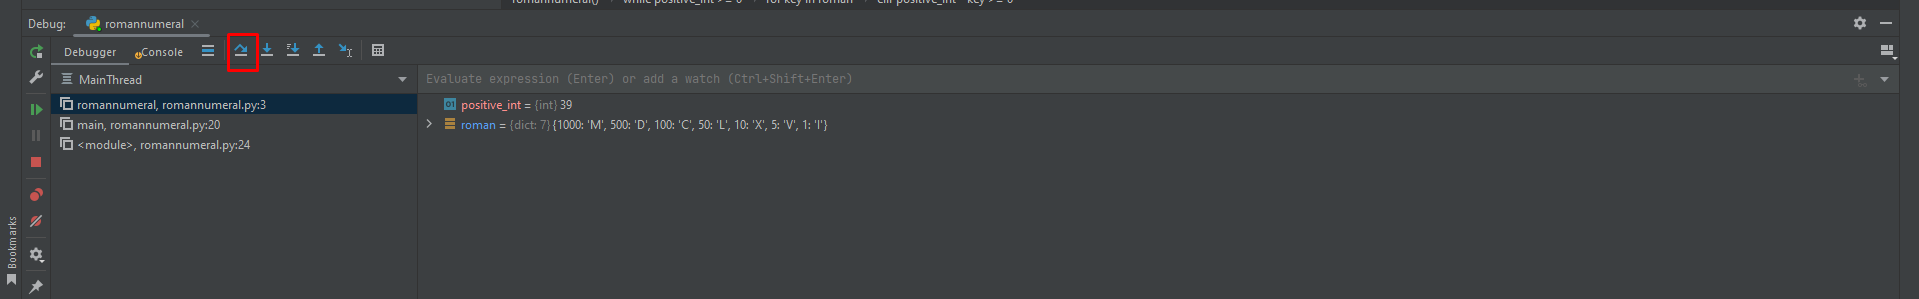 romannumeral() › while positive_int >= 0 › for key in roman › elif positive_int - key >= 0
Debug: romannumeral
Debugger Console
MainThread
Evaluate expression (Enter) or add a watch (Ctrl+Shift+Enter)
romannumeral, romannumeral.py:3
positive_int = {int} 39
main, romannumeral.py:20
roman = {dict: 7} {1000: 'M', 500: 'D', 100: 'C', 50: 'L', 10: 'X', 5: 'V', 1: 'I'}
<module>, romannumeral.py:24
Bookmarks